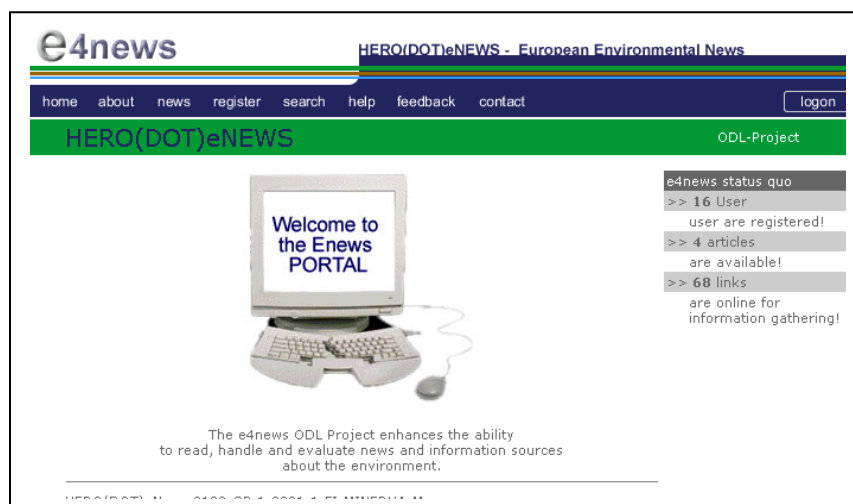 e4news
HERO(DOT)eNEWS - European Environmental News
home about news register search help feedback contact logon
HERO(DOT)eNEWS ODL-Project
Welcome to
the Enews
PORTAL
e4news status quo
>> 16 User
user are registered!
>> 4 articles
are available!
>> 68 links
are online for
information gathering!
The e4news ODL Project enhances the ability
to read, handle and evaluate news and information sources
about the environment.